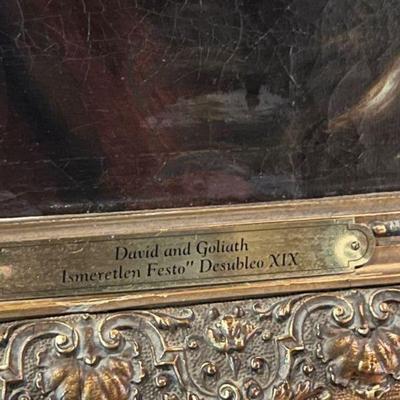 David and Goliath
Ismeretlen Festo" Desubleo XIX